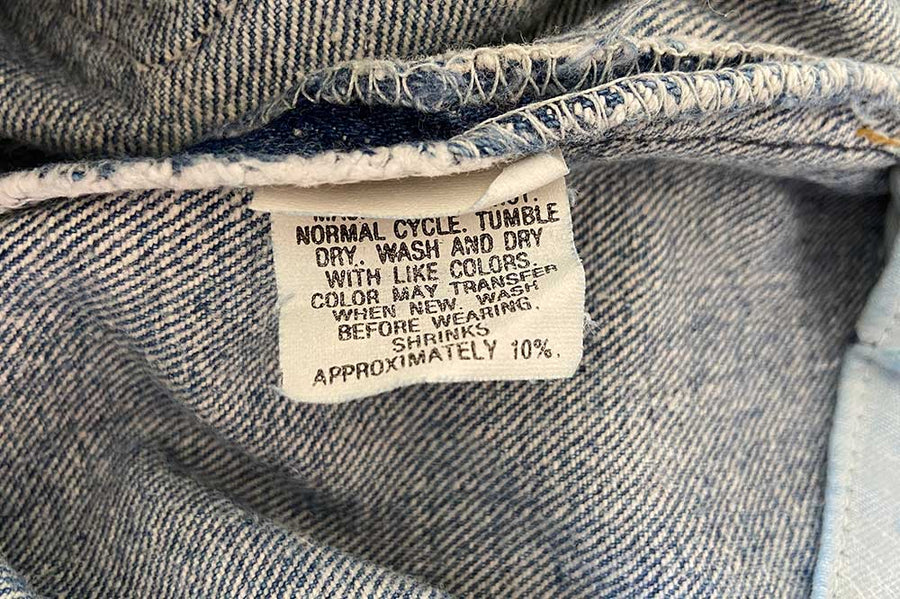 NORMAL CYCLE. TUMBLE
DRY. WASH AND DRY
WITH LIKE COLORS.
COLOR MAY TRANSFER
WHEN NEW. WASH
BEFORE WEARING.
SHRINKS
APPROXIMATELY 10%.